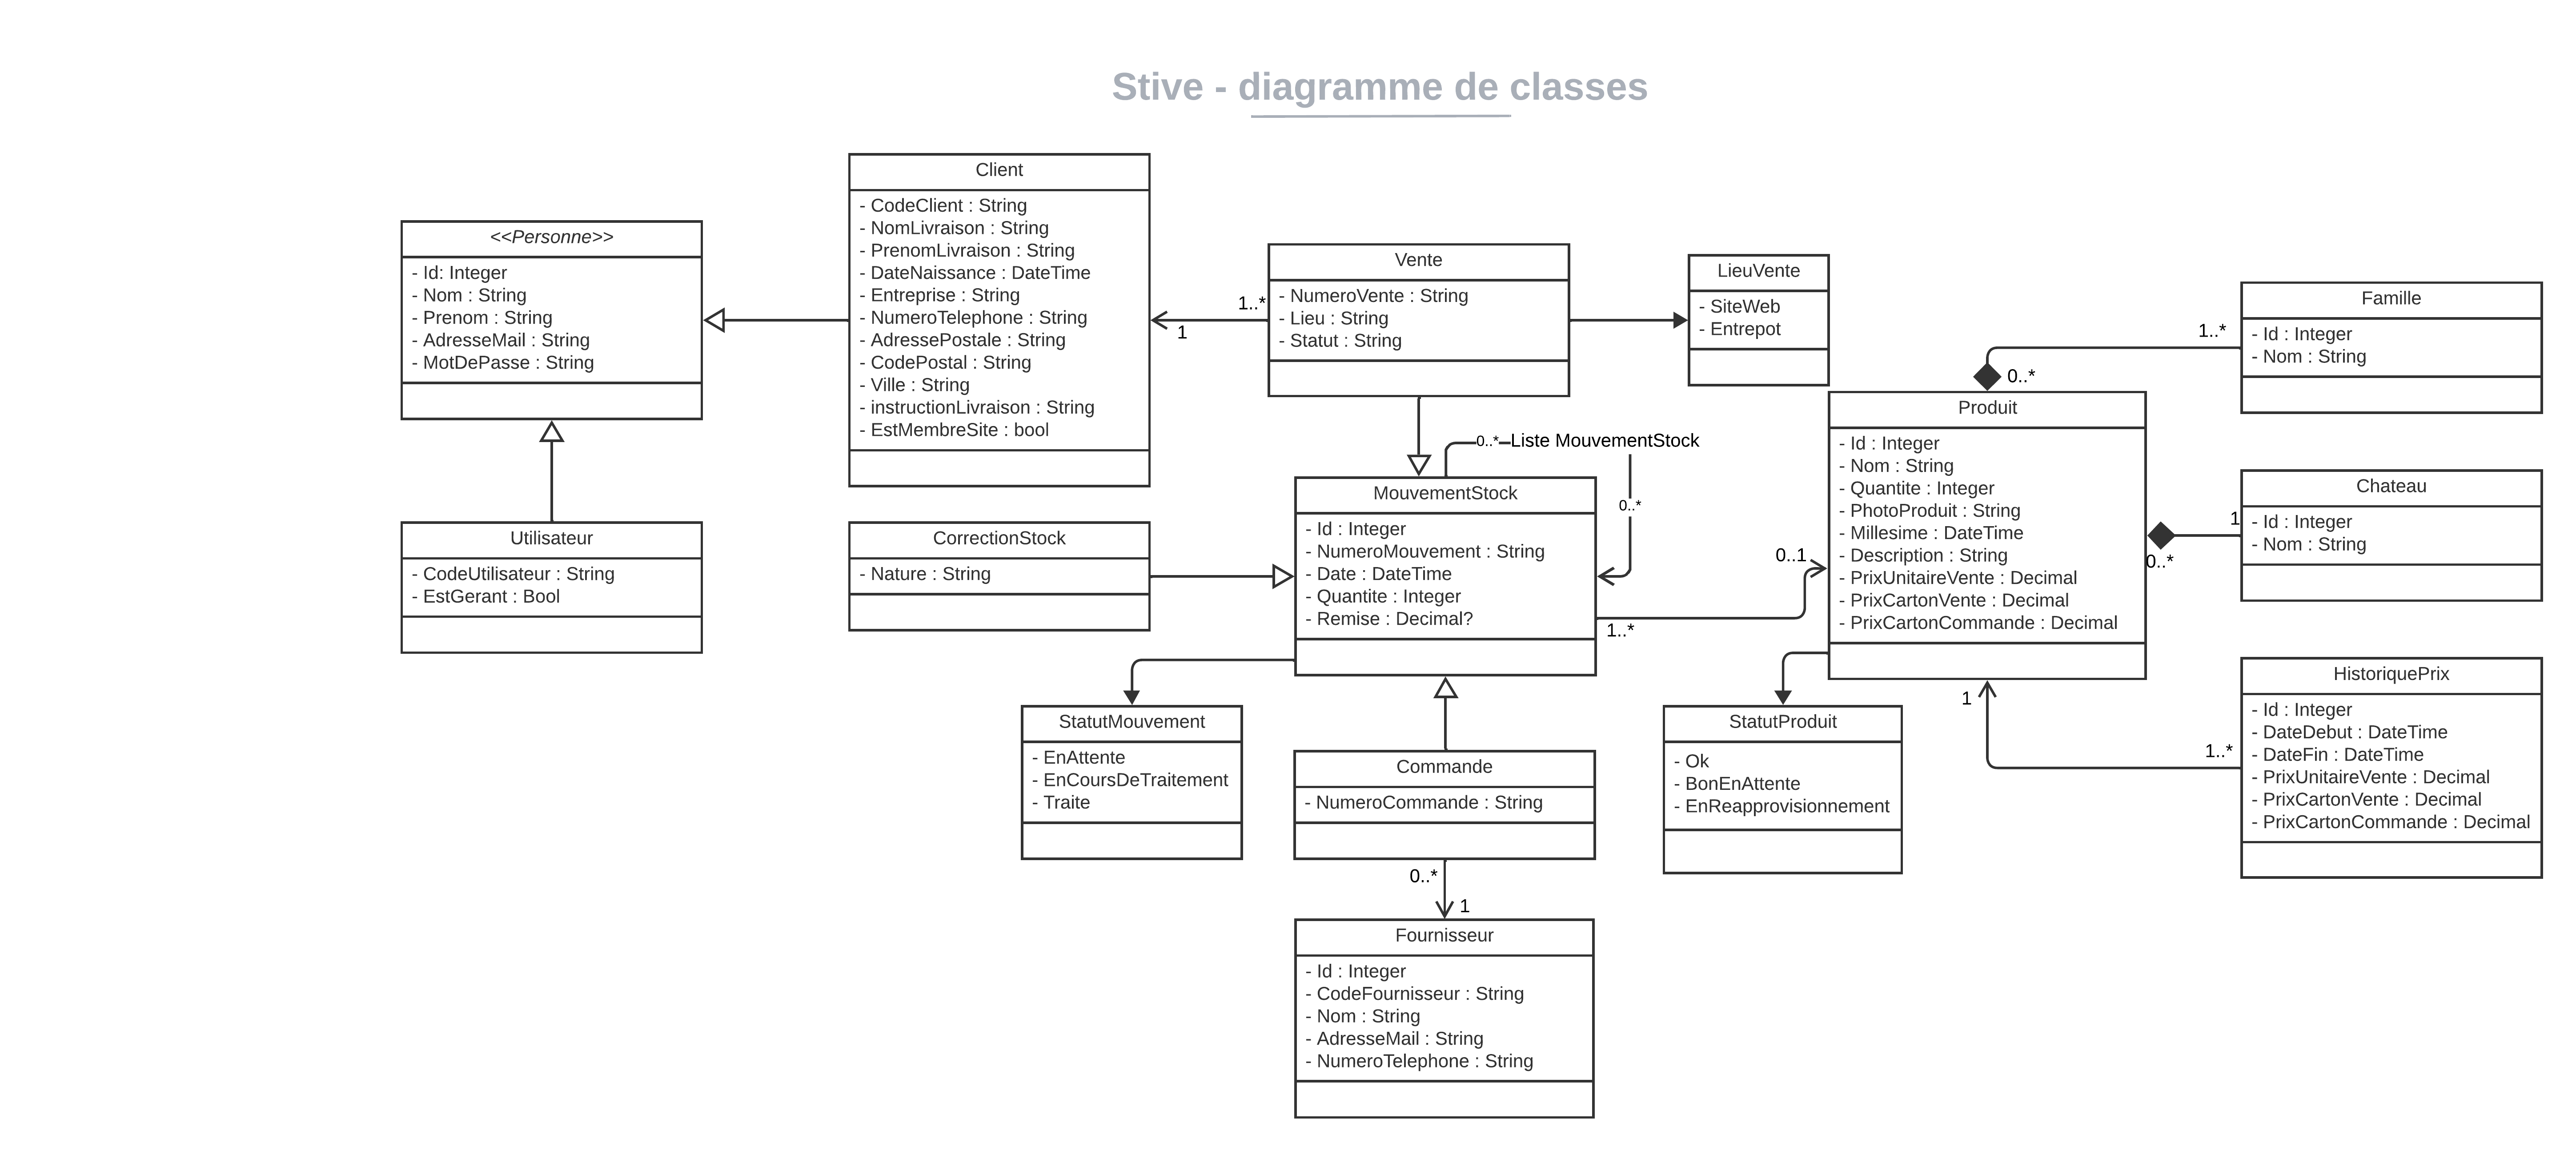 Stive - diagramme de classes
<<Personne>>
- Id: Integer
- Nom : String
- Prenom : String
- AdresseMail : String
- MotDePasse : String
Utilisateur
- CodeUtilisateur : String
- EstGerant : Bool
Client
- CodeClient : String
- NomLivraison : String
- PrenomLivraison : String
- DateNaissance : DateTime
- Entreprise : String
- NumeroTelephone : String
- AdressePostale : String
- CodePostal : String
- Ville : String
- instructionLivraison : String
- EstMembreSite : bool
1..*
1
Vente
- NumeroVente : String
- Lieu : String
- Statut : String
LieuVente
- SiteWeb
- Entrepot
CorrectionStock
- Nature : String
0..*
Liste MouvementStock
0..*
MouvementStock
- Id : Integer
- NumeroMouvement : String
- Date : DateTime
- Quantite : Integer
- Remise : Decimal?
0..1
1..*
StatutMouvement
- EnAttente
- EnCoursDeTraitement
- Traite
Commande
- NumeroCommande : String
0..*
1
Fournisseur
- Id : Integer
- CodeFournisseur : String
- Nom : String
- AdresseMail : String
- NumeroTelephone : String
Produit
- Id : Integer
- Nom : String
- Quantite : Integer
- PhotoProduit : String
- Millesime : DateTime
- Description : String
- PrixUnitaireVente : Decimal
- PrixCartonVente : Decimal
- PrixCartonCommande : Decimal
StatutProduit
- Ok
- BonEnAttente
- EnReapprovisionnement
1..*
0..*
Famille
- Id : Integer
- Nom : String
1
0..*
Chateau
- Id : Integer
- Nom : String
1
1..*
HistoriquePrix
- Id : Integer
- DateDebut : DateTime
- DateFin : DateTime
- PrixUnitaireVente : Decimal
- PrixCartonVente : Decimal
- PrixCartonCommande : Decimal